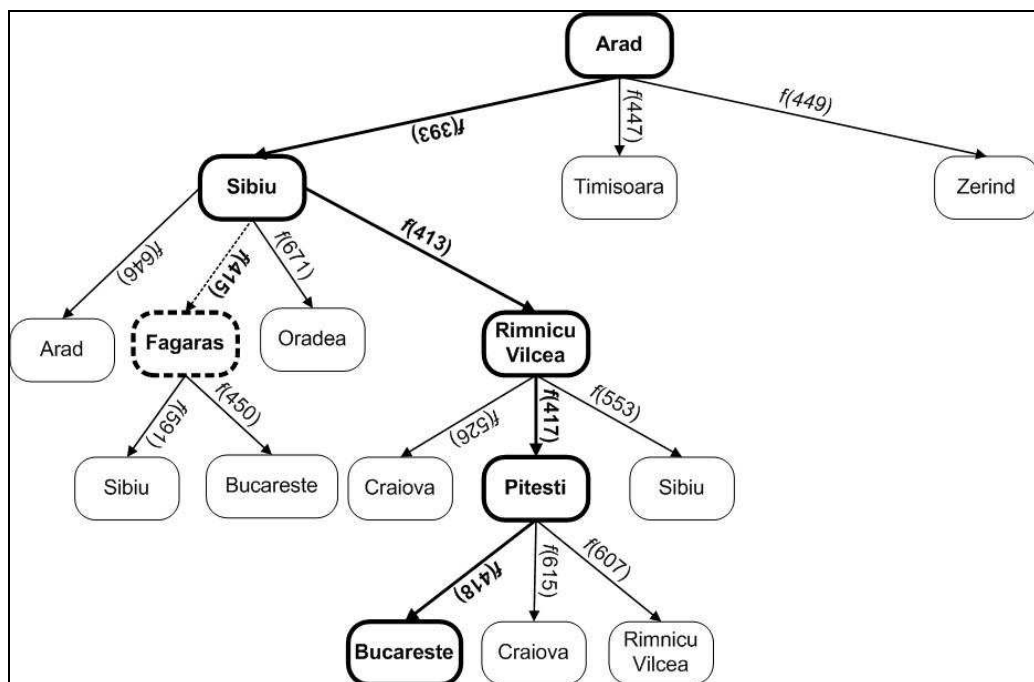 Arad
f(393)
f(447)
f(449)
Sibiu
Timisoara
Zerind
f(646)
f(415)
f(671)
f(413)
Arad
Fagaras
Oradea
Rimnicu
Vilcea
f(591)
f(450)
f(526)
f(417)
f(553)
Sibiu
Bucareste
Craiova
Pitesti
Sibiu
f(418)
f(615)
f(607)
Bucareste
Craiova
Rimnicu
Vilcea